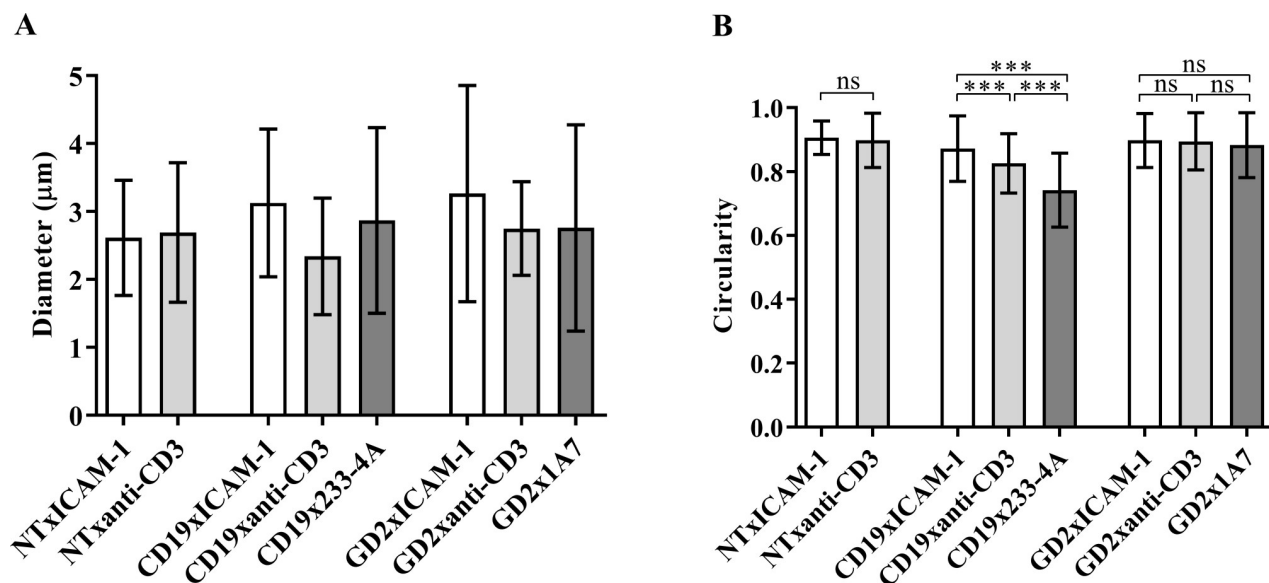 A
Diameter (μm)
5
4
3
2
1
0
NTxICAM-1
NTxanti-CD3
CD19xICAM-1
CD19xanti-CD3
CD19x233-4A
GD2xICAM-1
GD2xanti-CD3
GD2x1A7
B
Circularity
1.0
0.8
0.6
0.4
0.2
0.0
ns
***
*** ***
ns
ns ns
NTxICAM-1
NTxanti-CD3
CD19xICAM-1
CD19xanti-CD3
CD19x233-4A
GD2xICAM-1
GD2xanti-CD3
GD2x1A7